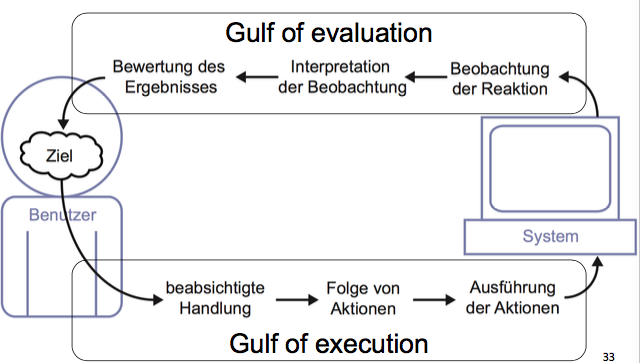 Gulf of evaluation
Bewertung des
Ergebnisses
Interpretation
der Beobachtung
Beobachtung
der Reaktion
Ziel
Benutzer
System
beabsichtigte
Handlung
Folge von
Aktionen
Ausführung
der Aktionen
Gulf of execution
33